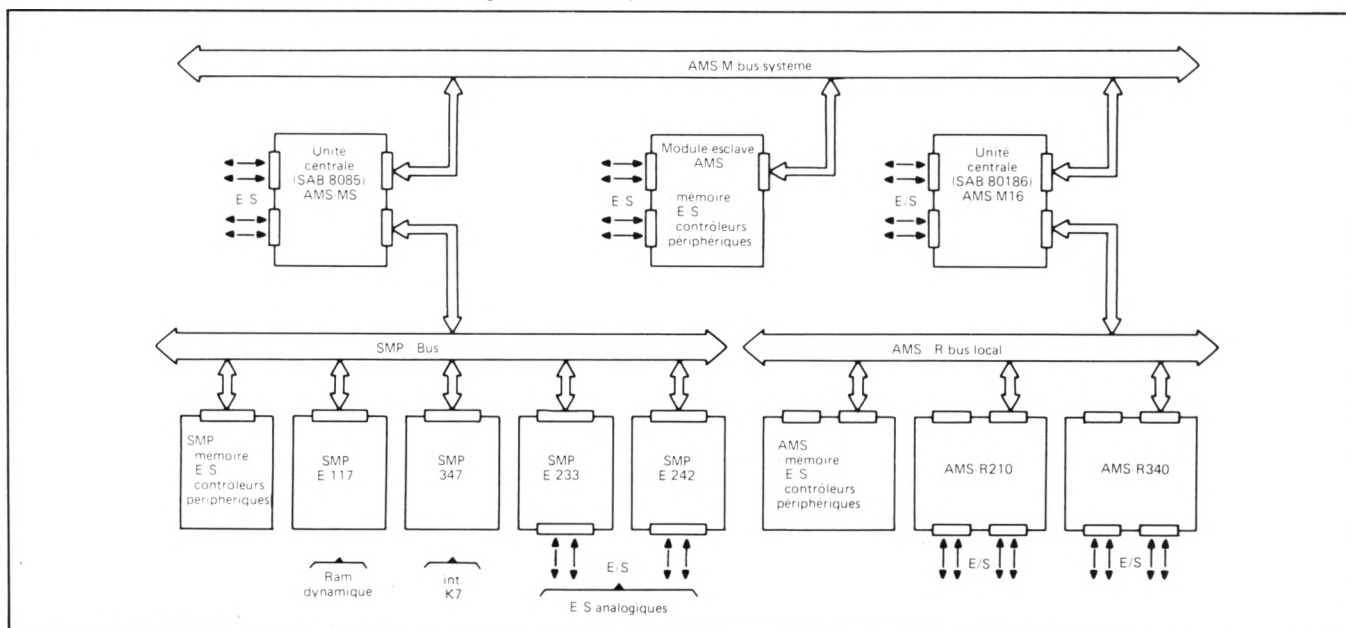 AMS-M bus systeme
Unité
centrale
(SAB 8085)
AMS-MS
E S
Module esclave
AMS
mémoire
E S
contrôleurs
périphériques
E S
Unité
centrale
(SAB 80186)
AMS-M16
E/S
SMP - Bus
AMS - R bus local
SMP
mémoire
E S
contrôleurs
périphériques
SMP
E 117
SMP
347
SMP
E 233
SMP
E 242
AMS
mémoire
E S
contrôleurs
périphériques
AMS-R210
AMS-R340
Ram
dynamique
int
K7
E/S
E S analogiques
E/S
E/S